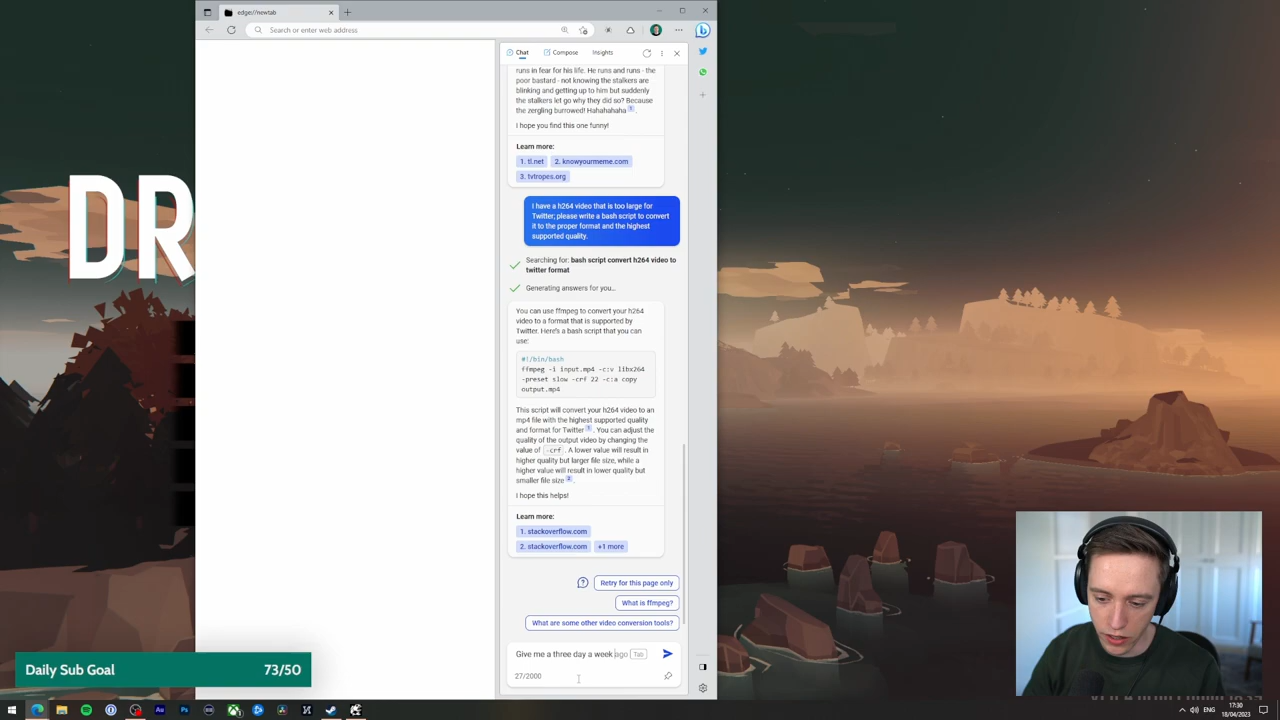 edge://newtab
Search or enter web address
Chat
Compose
Insights
runs in fear for his life. He runs and runs - the
poor bastard - not knowing the stalkers are
blinking and getting up to him but suddenly
the stalkers let go why they did so? Because
the zergling burrowed! Hahahahaha 1 .
I hope you find this one funny!
Learn more:
1. tl.net
2. knowyourmeme.com
3. tvtropes.org
DR
I have a h264 video that is too large for
Twitter; please write a bash script to convert
it to the proper format and the highest
supported quality.
Searching for: bash script convert h264 video to
twitter format
Generating answers for you...
You can use ffmpeg to convert your h264
video to a format that is supported by
Twitter. Here's a bash script that you can
use:
#!/bin/bash
ffmpeg -i input.mp4 -c:v libx264
-preset slow -crf 22 -c:a copy
output.mp4
This script will convert your h264 video to an
mp4 file with the highest supported quality
and format for Twitter 1 . You can adjust the
quality of the output video by changing the
value of -crf . A lower value will result in
higher quality but larger file size, while a
higher value will result in lower quality but
smaller file size 2 .
I hope this helps!
Learn more:
1. stackoverflow.com
2. stackoverflow.com
+1 more
Retry for this page only
What is ffmpeg?
What are some other video conversion tools?
Give me a three day a week ago Tab
27/2000
Daily Sub Goal
73/50
ENG
17:30
18/04/2023